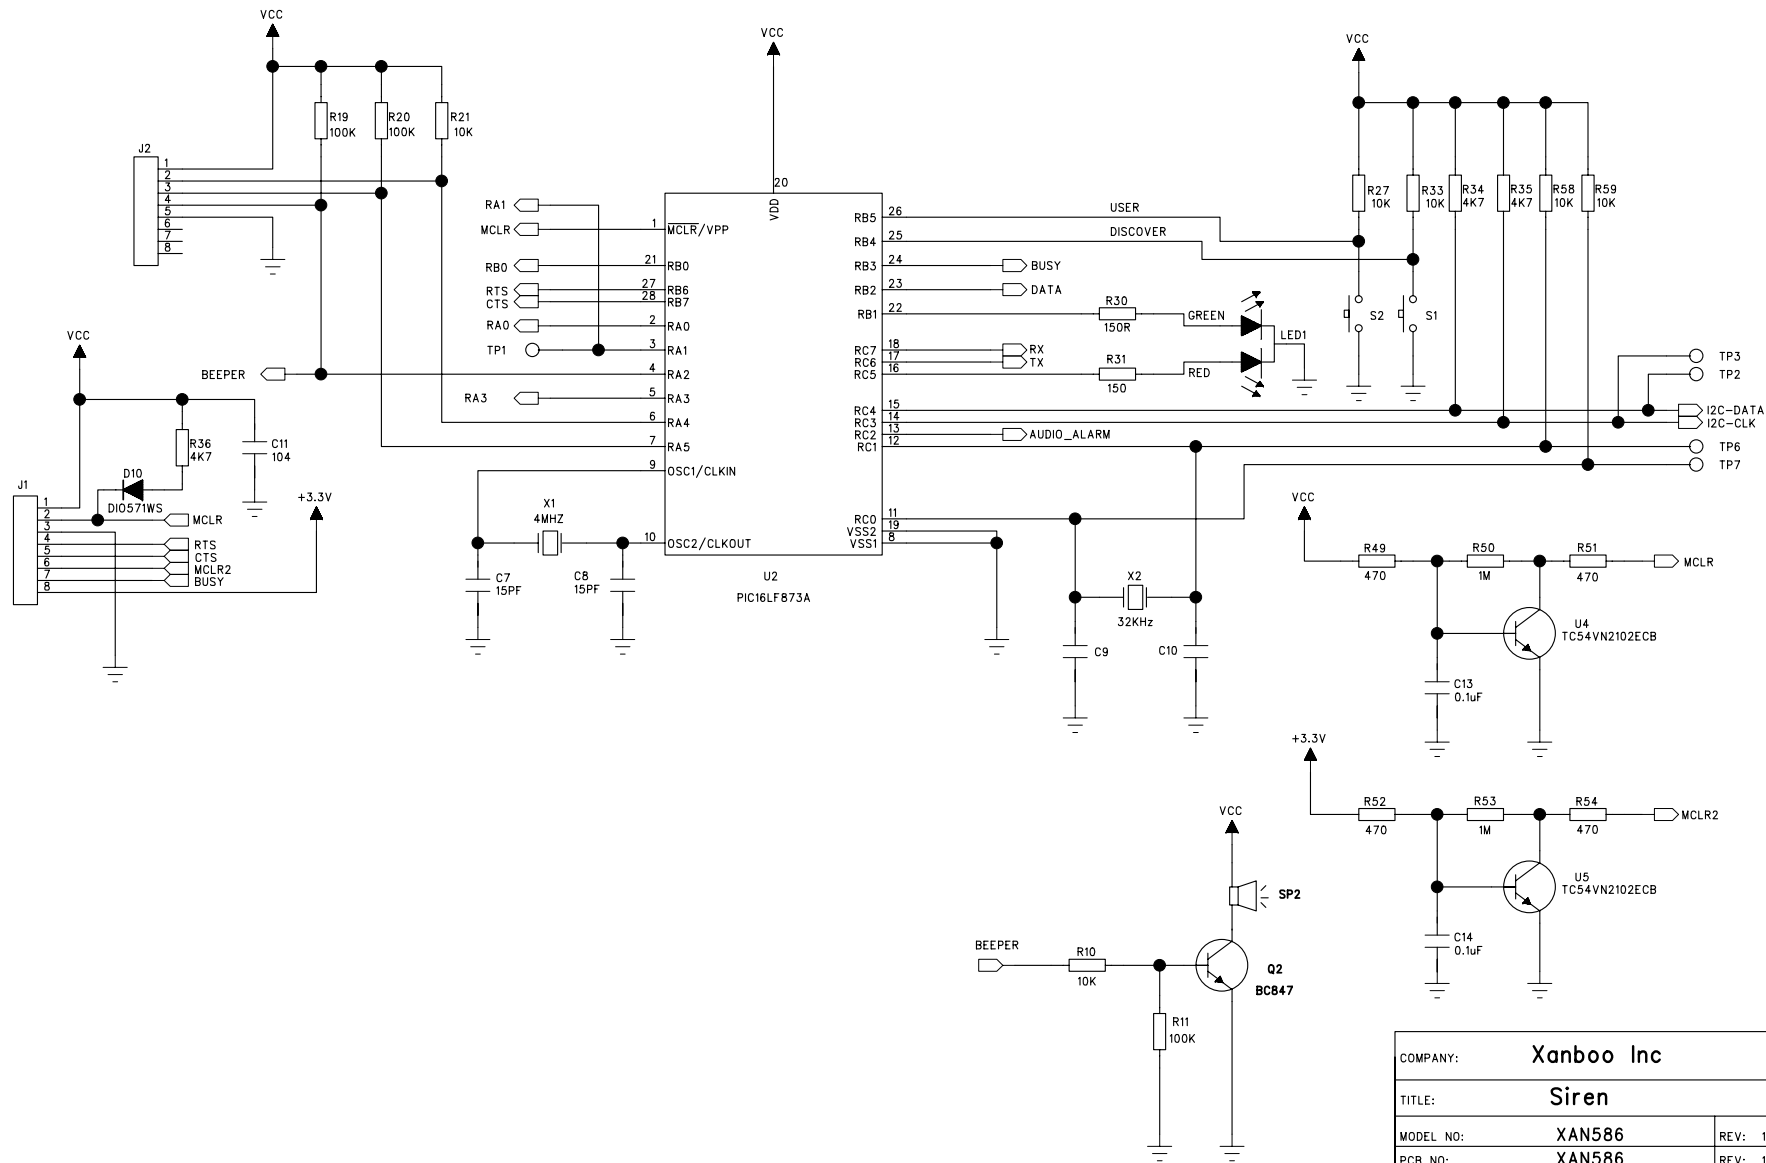 VCC
R19
100K
R20
100K
R21
10K
J2
1
2
3
4
5
6
7
8
VCC
R36
4K7
C11
104
D10
DI0571WS
J1
1
2
3
4
5
6
7
8
MCLR
RTS
CTS
MCLR2
BUSY
+3.3V
RA1
MCLR
RB0
RTS
CTS
RA0
TP1
BEEPER
RA3
X1
4MHZ
C7
15PF
C8
15PF
VCC
20
VDD
1 MCLR/VPP
21 RB0
27 RB6
28 RB7
2 RA0
3 RA1
4 RA2
5 RA3
6 RA4
7 RA5
9 OSC1/CLKIN
10 OSC2/CLKOUT
RB5 26
RB4 25
RB3 24
RB2 23
RB1 22
RC7 18
RC6 17
RC5 16
RC4 15
RC3 14
RC2 13
RC1 12
RC0 11
VSS2 19
VSS1 8
U2
PIC16LF873A
USER
DISCOVER
BUSY
DATA
R30
150R
GREEN
LED1
RX
TX
R31
150
RED
AUDIO_ALARM
X2
32KHz
C9
C10
VCC
R27
10K
R33
10K
R34
4K7
R35
4K7
R58
10K
R59
10K
S2
S1
TP3
TP2
I2C-DATA
I2C-CLK
TP6
TP7
VCC
R49
470
R50
1M
R51
470
MCLR
U4
TC54VN2102ECB
C13
0.1uF
+3.3V
R52
470
R53
1M
R54
470
MCLR2
U5
TC54VN2102ECB
C14
0.1uF
VCC
SP2
BEEPER
R10
10K
Q2
BC847
R11
100K
COMPANY: Xanboo Inc
TITLE: Siren
MODEL NO: XAN586 REV: 1
PCB NO: XAN586 REV: 1